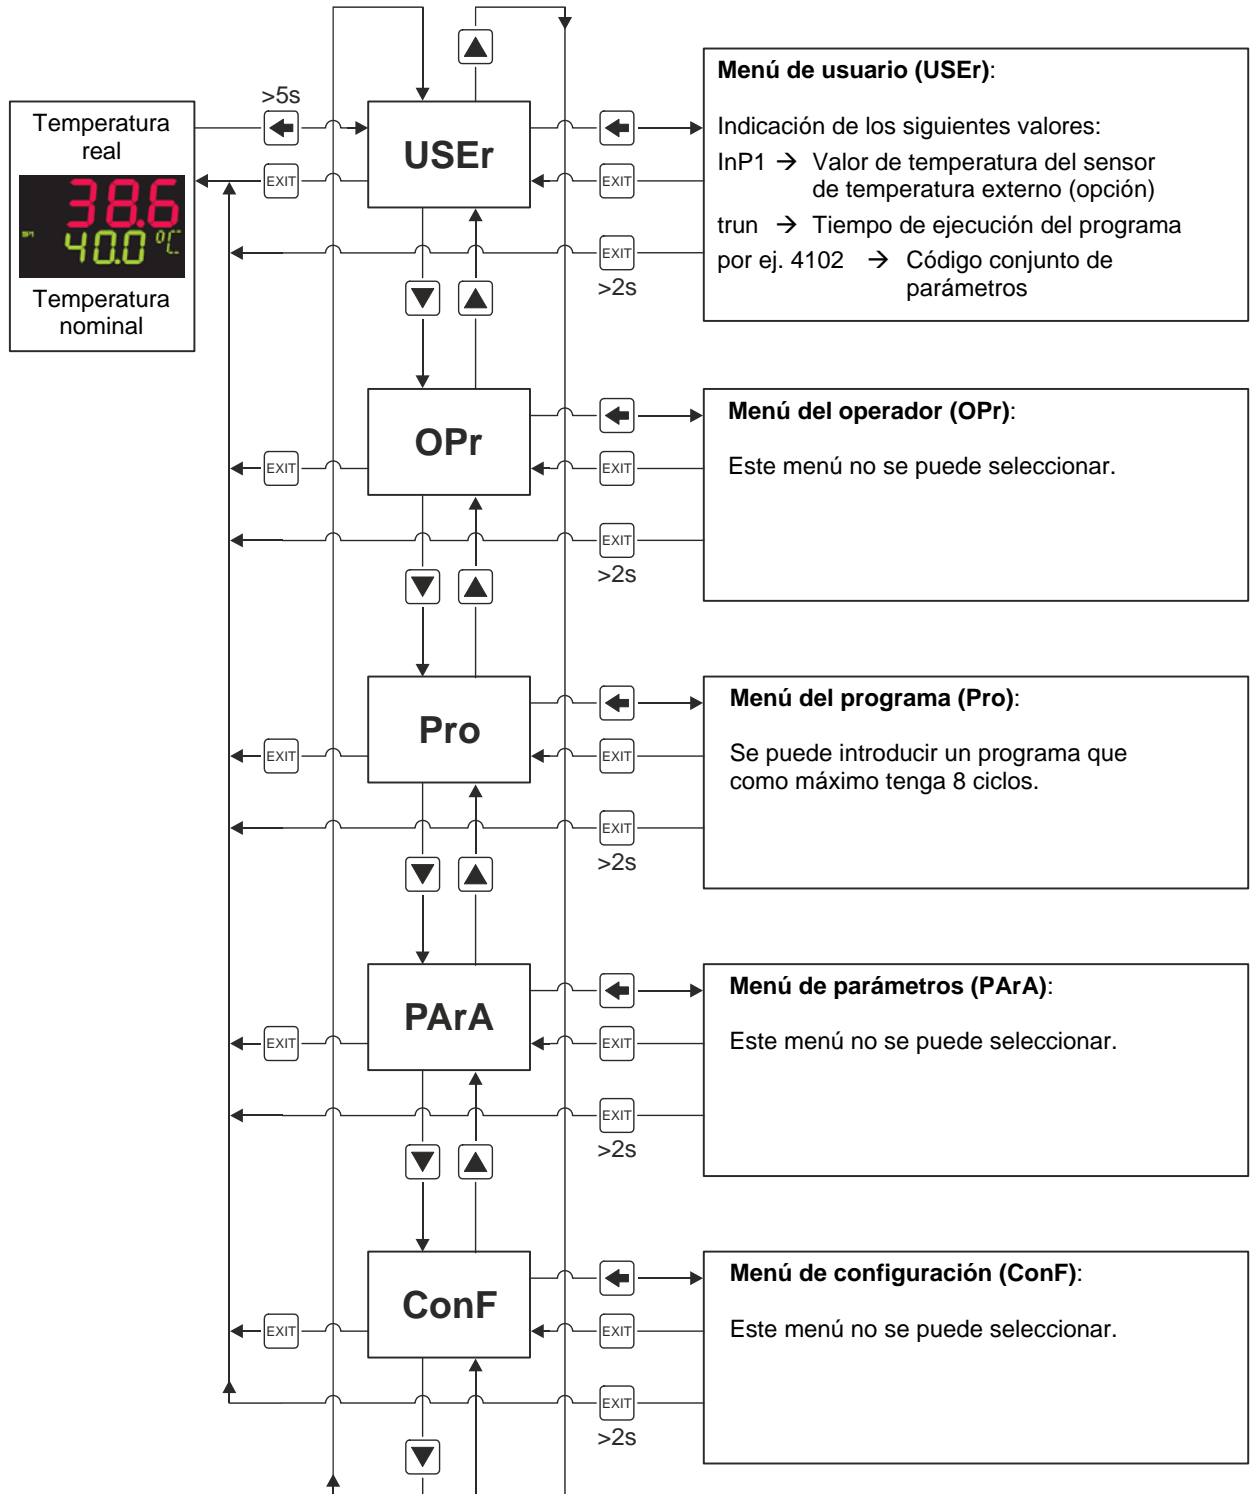 >5s
Temperatura
real
38.6
40.0 °C
Temperatura
nominal
EXIT
USEr
EXIT
EXIT
>2s
Menú de usuario (USEr):
Indicación de los siguientes valores:
InP1 → Valor de temperatura del sensor
de temperatura externo (opción)
trun → Tiempo de ejecución del programa
por ej. 4102 → Código conjunto de
parámetros
OPr
EXIT
EXIT
EXIT
>2s
Menú del operador (OPr):
Este menú no se puede seleccionar.
Pro
EXIT
EXIT
EXIT
>2s
Menú del programa (Pro):
Se puede introducir un programa que
como máximo tenga 8 ciclos.
PArA
EXIT
EXIT
EXIT
>2s
Menú de parámetros (PArA):
Este menú no se puede seleccionar.
ConF
EXIT
EXIT
EXIT
>2s
Menú de configuración (ConF):
Este menú no se puede seleccionar.